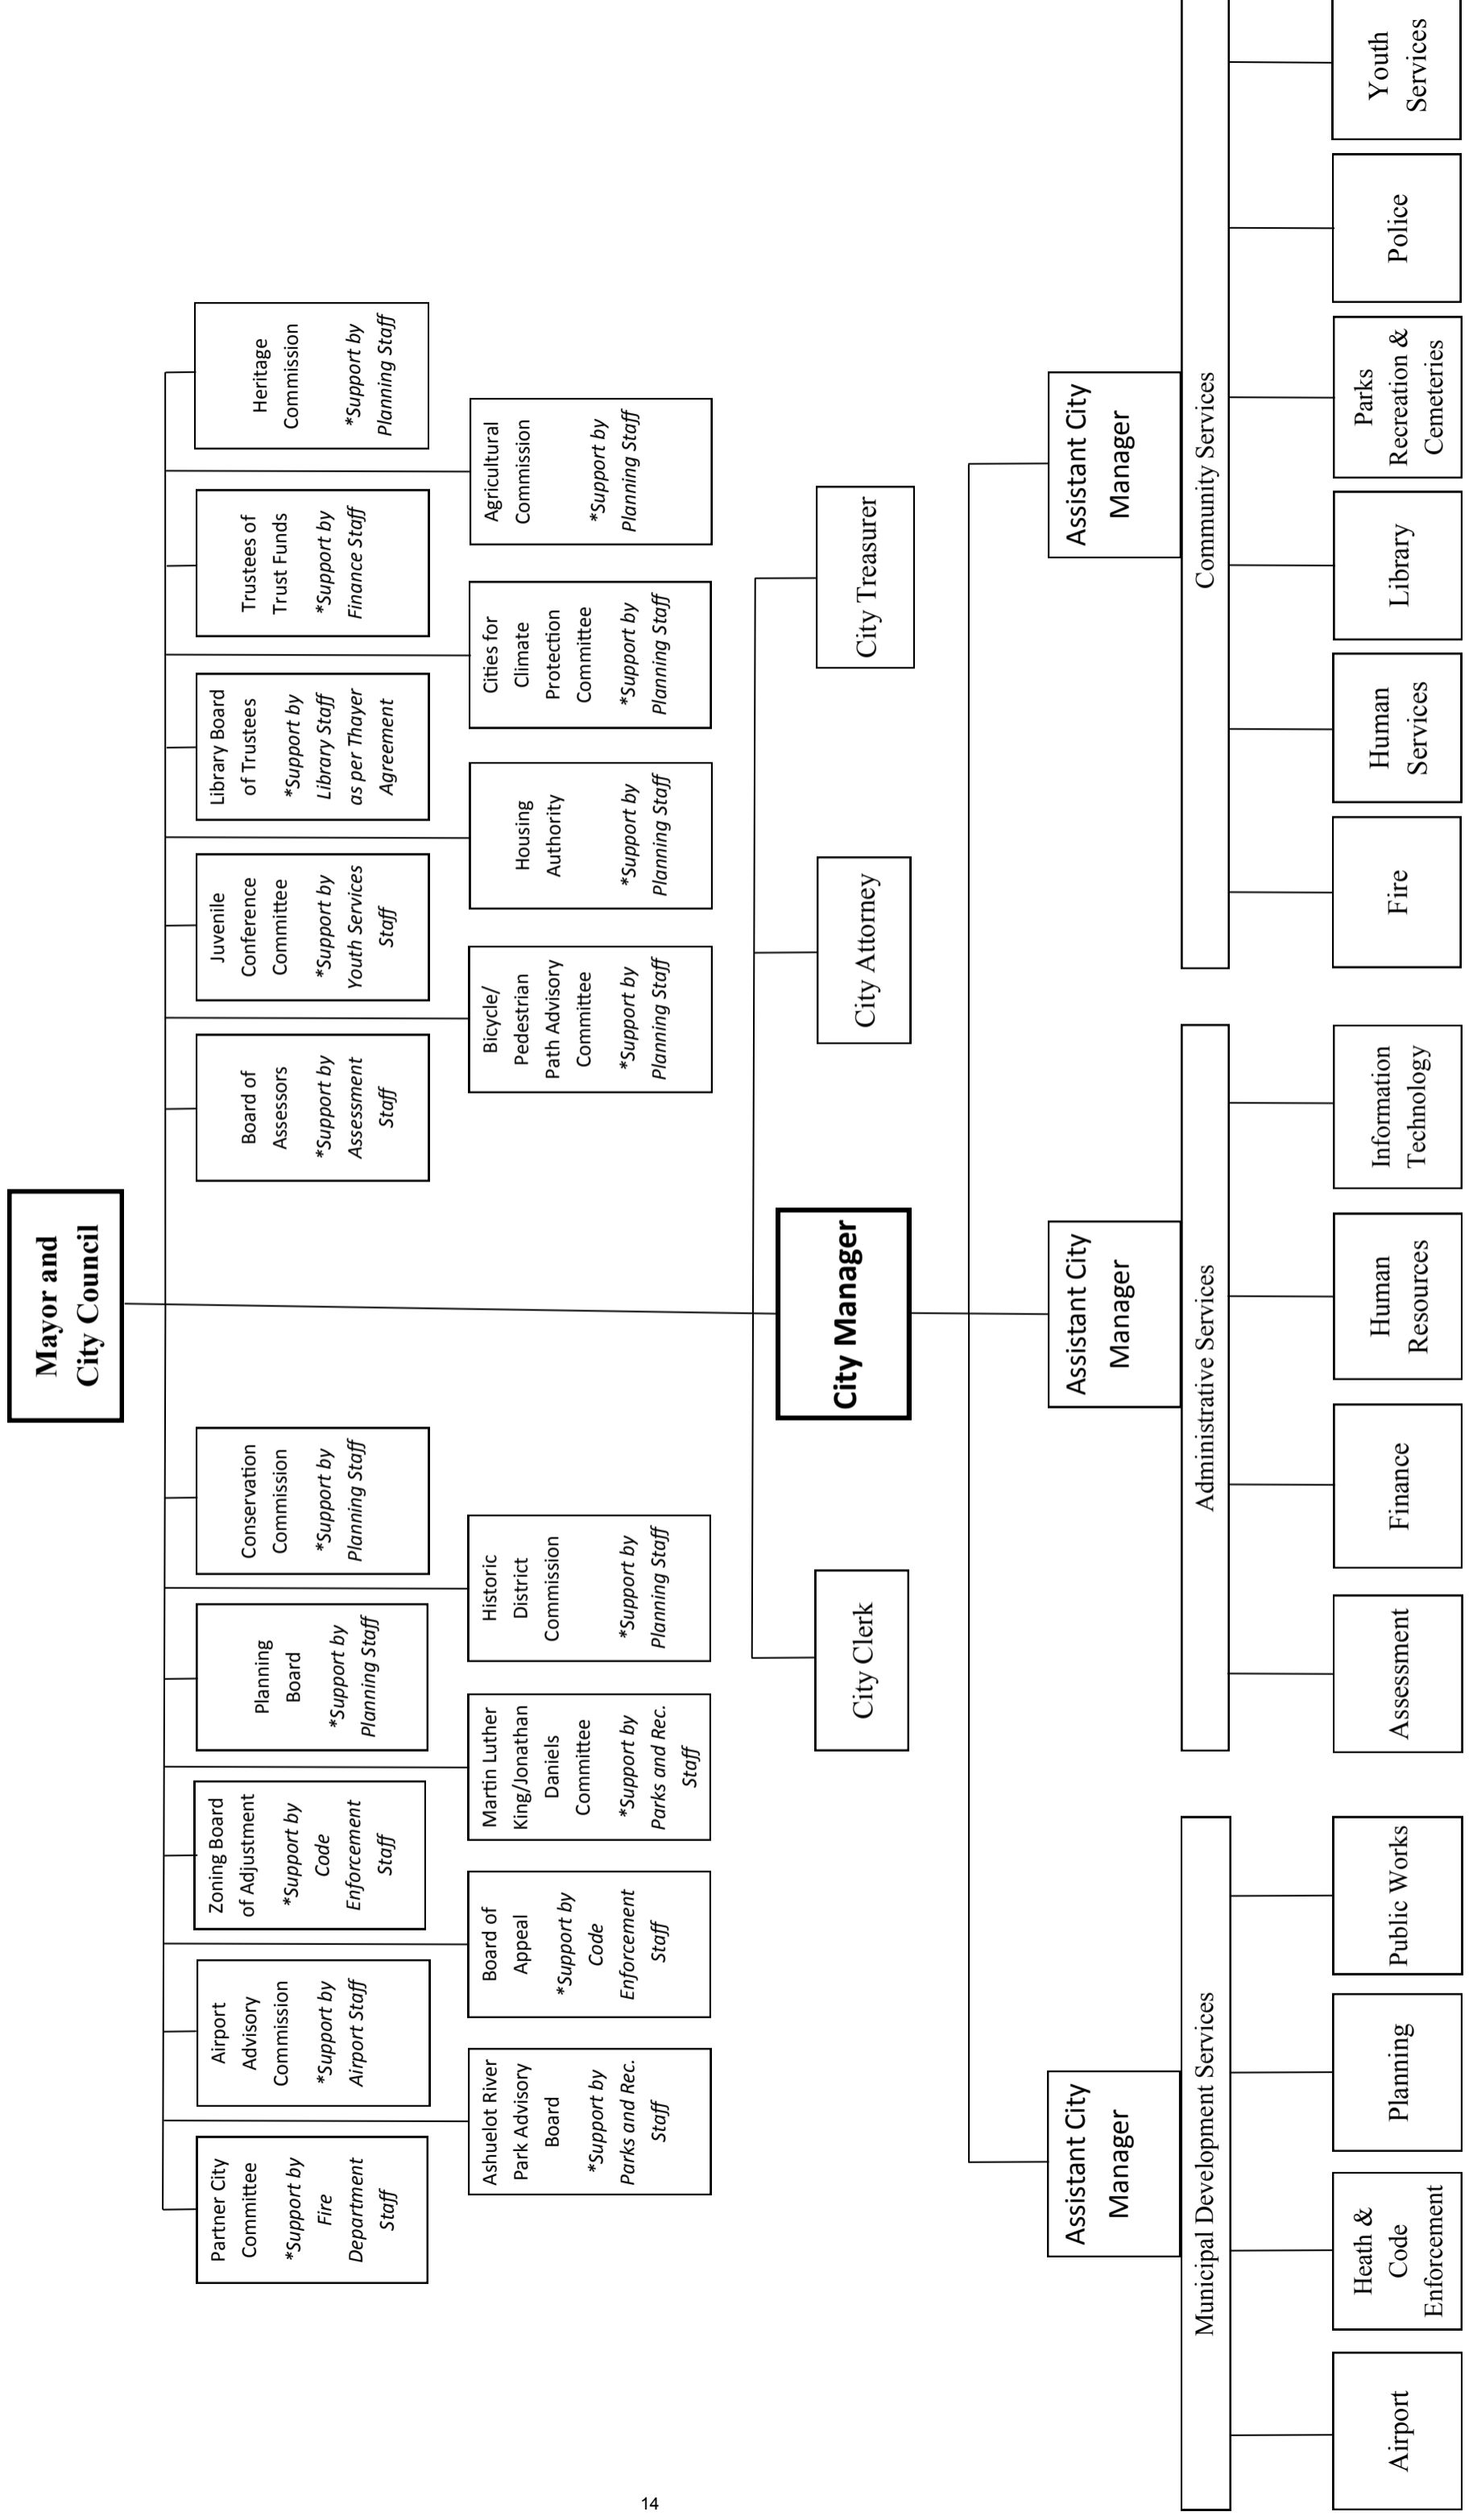 Mayor and
City Council
Partner City
Committee
*Support by
Fire
Department
Staff
Airport
Advisory
Commission
*Support by
Airport Staff
Zoning Board
of Adjustment
*Support by
Code
Enforcement
Staff
Planning
Board
*Support by
Planning Staff
Conservation
Commission
*Support by
Planning Staff
Board of
Assessors
*Support by
Assessment
Staff
Juvenile
Conference
Committee
*Support by
Youth Services
Staff
Library Board
of Trustees
*Support by
Library Staff
as per Thayer
Agreement
Trustees of
Trust Funds
*Support by
Finance Staff
Heritage
Commission
*Support by
Planning Staff
Ashuelot River
Park Advisory
Board
*Support by
Parks and Rec.
Staff
Board of
Appeal
*Support by
Code
Enforcement
Staff
Martin Luther
King/Jonathan
Daniels
Committee
*Support by
Parks and Rec.
Staff
Historic
District
Commission
*Support by
Planning Staff
Bicycle/
Pedestrian
Path Advisory
Committee
*Support by
Planning Staff
Housing
Authority
*Support by
Planning Staff
Cities for
Climate
Protection
Committee
*Support by
Planning Staff
Agricultural
Commission
*Support by
Planning Staff
City Manager
City Clerk
City Attorney
City Treasurer
Assistant City
Manager
Assistant City
Manager
Assistant City
Manager
Municipal Development Services
Administrative Services
Community Services
Airport
Heath &
Code
Enforcement
Planning
Public Works
Assessment
Finance
Human
Resources
Information
Technology
Fire
Human
Services
Library
Parks
Recreation &
Cemeteries
Police
Youth
Services
14